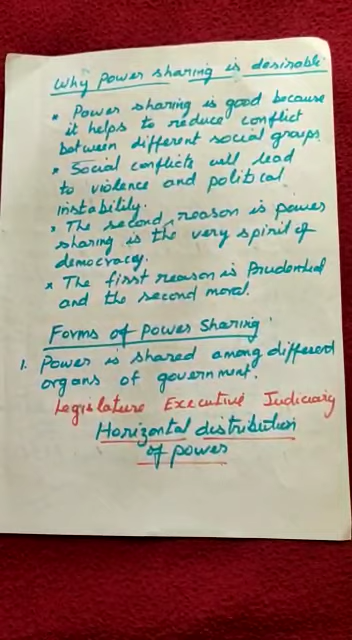 Why power sharing is desirable
* Power sharing is good because
it helps to reduce conflict
between different social groups.
* Social conflicts will lead
to violence and political
instability.
* The second reason is power
sharing is the very spirit of
democracy.
* The first reason is Prudential
and the second moral.
Forms of power sharing
1. Power is shared among different
organs of government.
Legislature Executive Judiciary
Horizontal distribution
of power